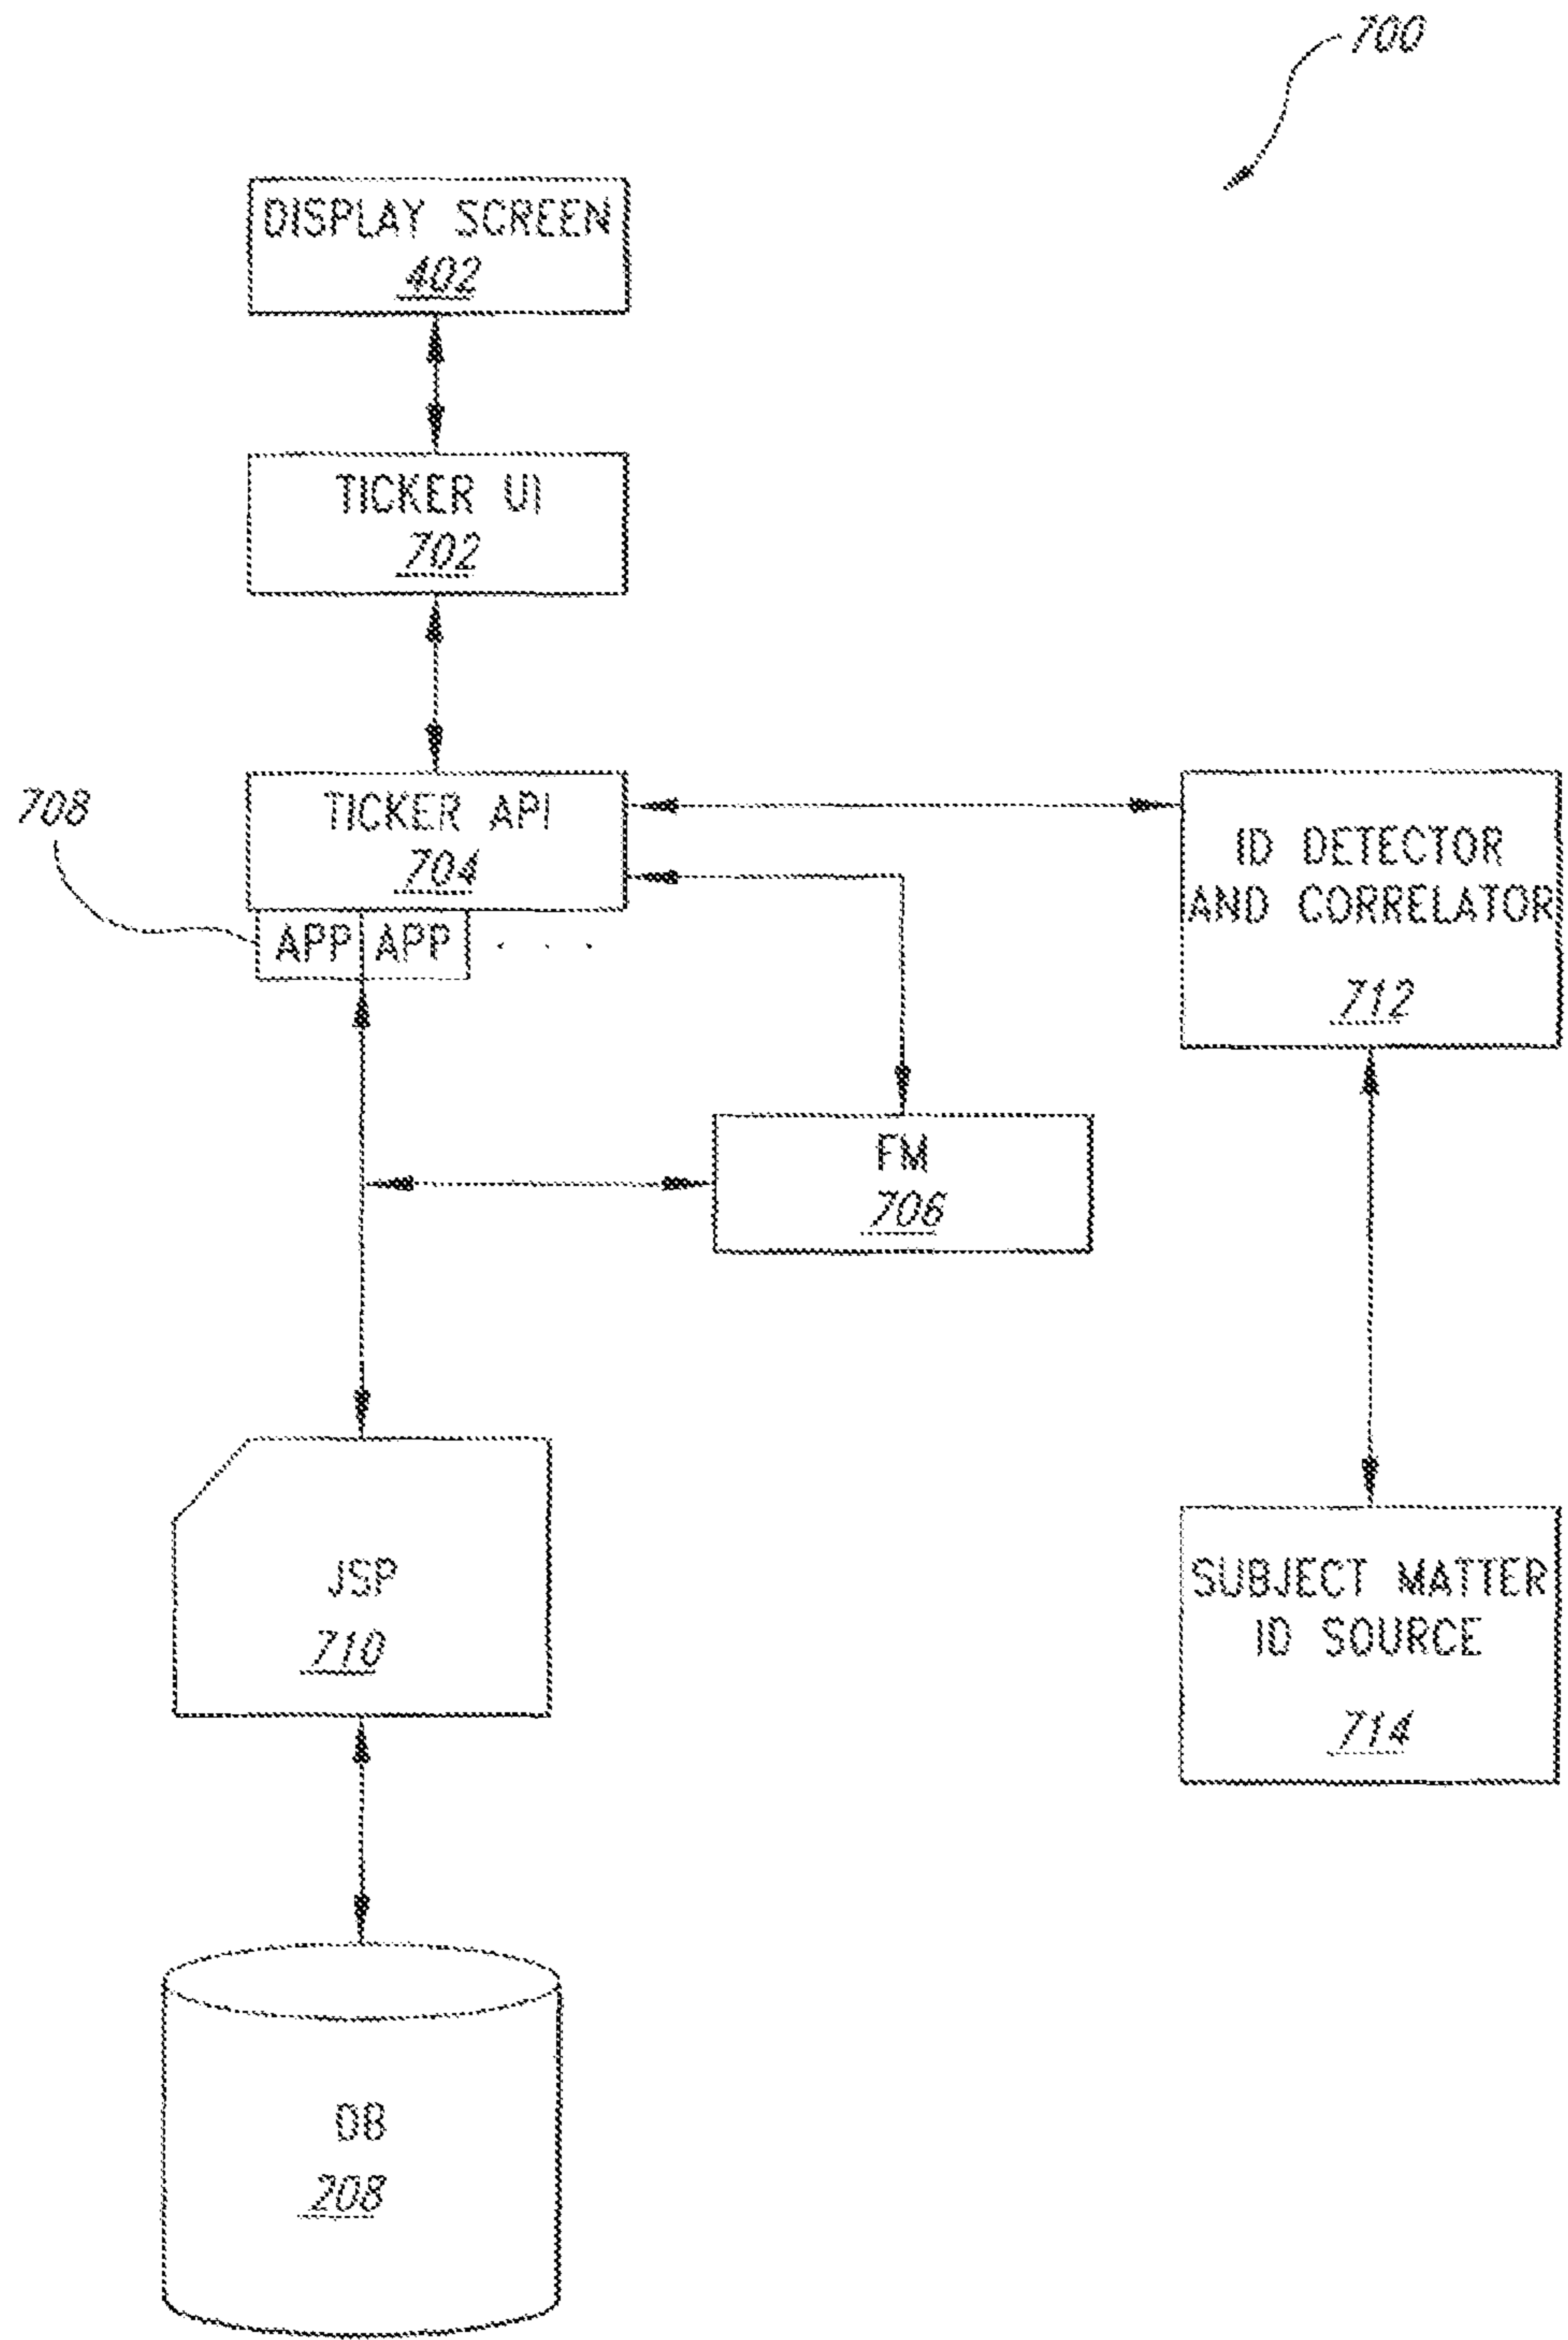 700
DISPLAY SCREEN
402
TICKER UI
702
708
TICKER API
704
APP APP . . .
ID DETECTOR
AND CORRELATOR
712
FM
706
JSP
710
SUBJECT MATTER
ID SOURCE
714
DB
208